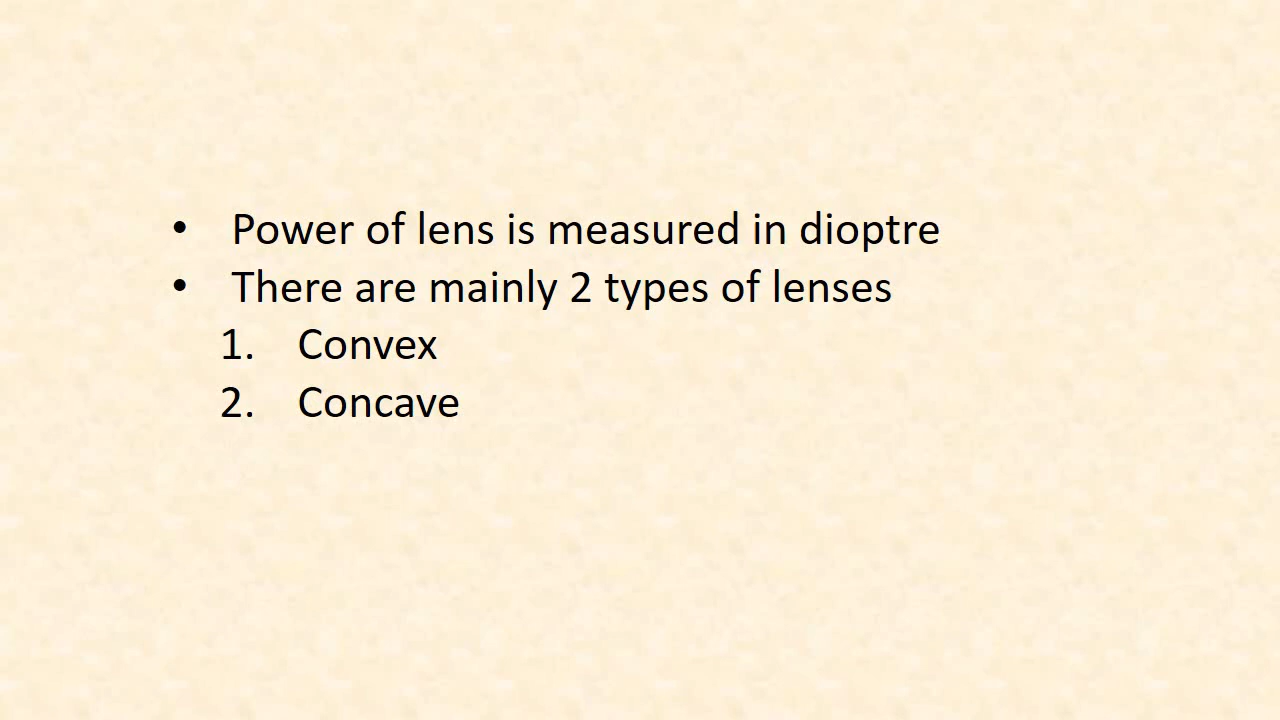 • Power of lens is measured in dioptre
• There are mainly 2 types of lenses
1. Convex
2. Concave